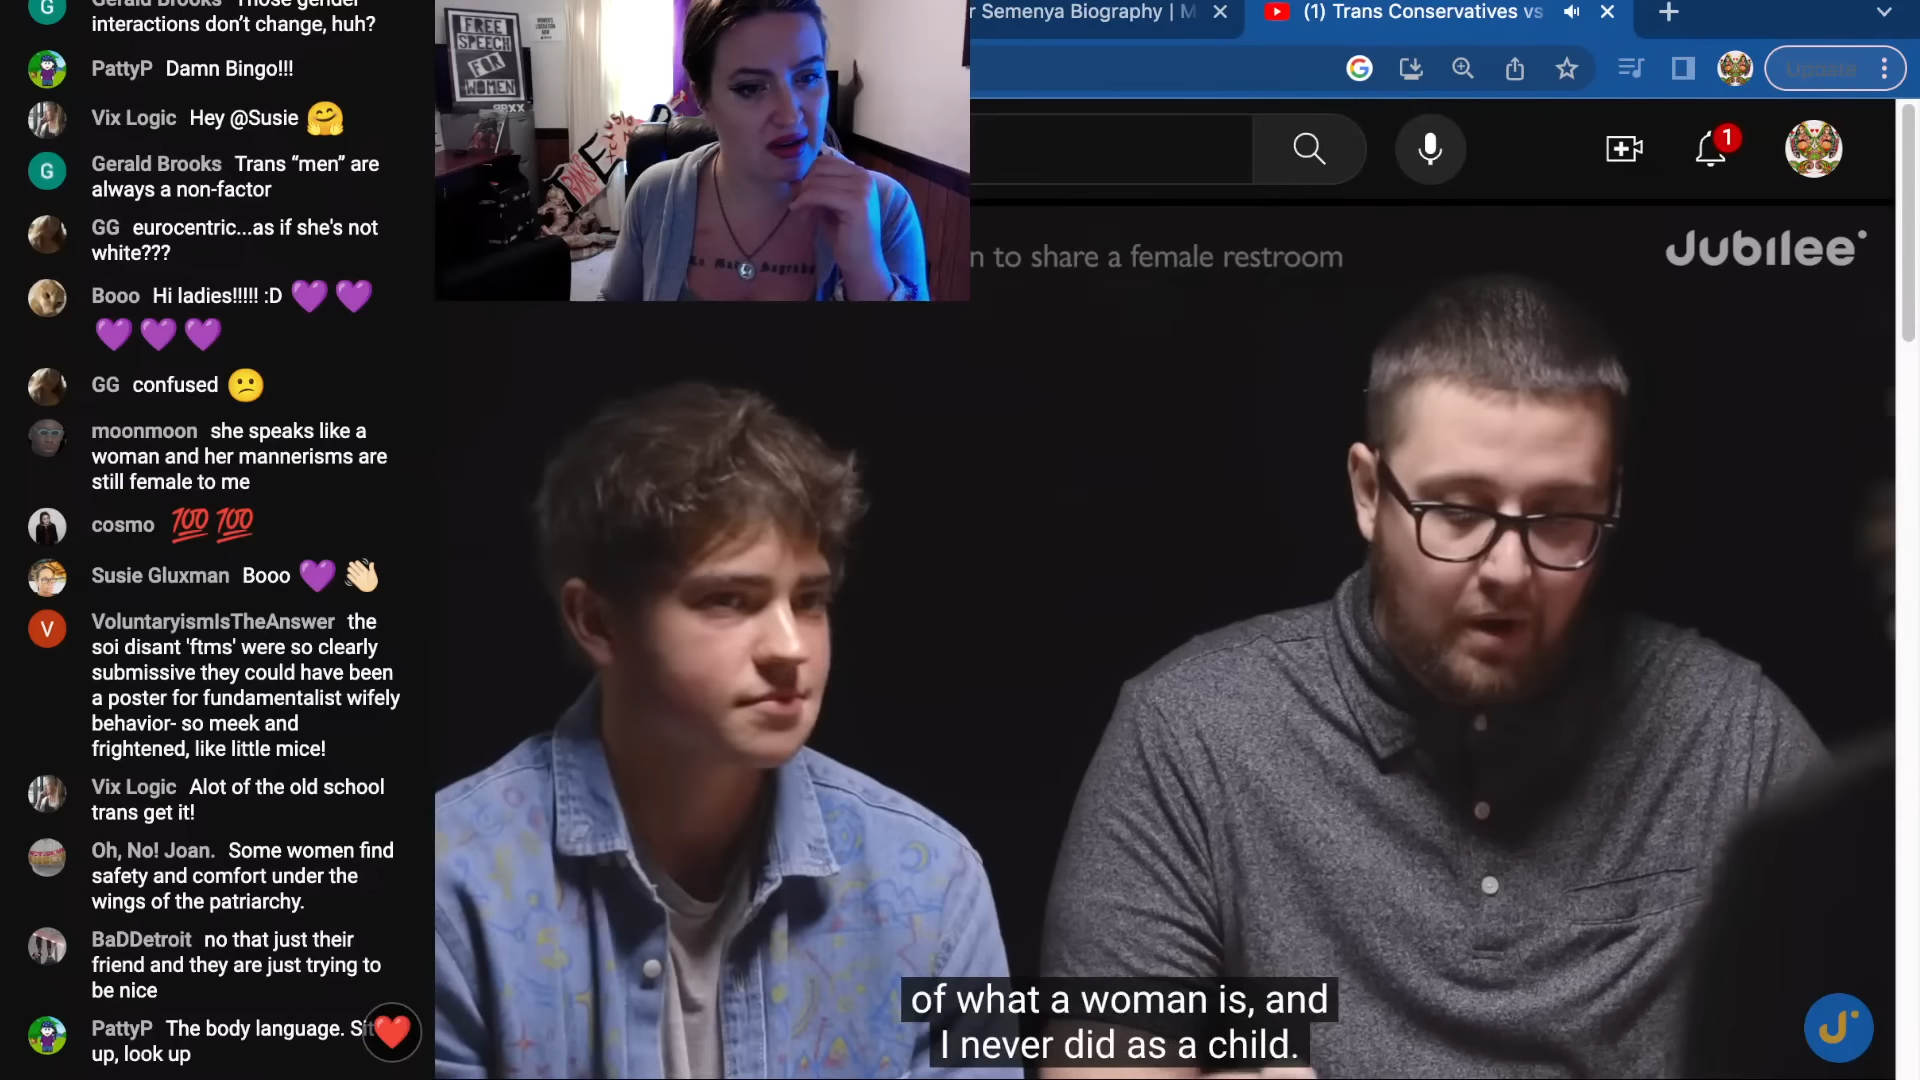 Gerald Brooks Those gender
interactions don't change, huh?
PattyP Damn Bingo!!!
Vix Logic Hey @Susie 🤗
G
Gerald Brooks Trans “men” are
always a non-factor
GG eurocentric...as if she's not
white???
Booo Hi ladies!!!!! :D 💜 💜
💜 💜 💜
GG confused 😕
moonmoon she speaks like a
woman and her mannerisms are
still female to me
cosmo 💯 💯
Susie Gluxman Booo 💜 👋🏻
V
VoluntaryismIsTheAnswer the
soi disant 'ftms' were so clearly
submissive they could have been
a poster for fundamentalist wifely
behavior- so meek and
frightened, like little mice!
Vix Logic Alot of the old school
trans get it!
Oh, No! Joan. Some women find
safety and comfort under the
wings of the patriarchy.
BaDDetroit no that just their
friend and they are just trying to
be nice
PattyP The body language. Sit
up, look up
FREE
SPEECH
FOR
WOMEN
r Semenya Biography | M
(1) Trans Conservatives vs
G
Update
1
n to share a female restroom
Jubilee
of what a woman is, and
I never did as a child.
J